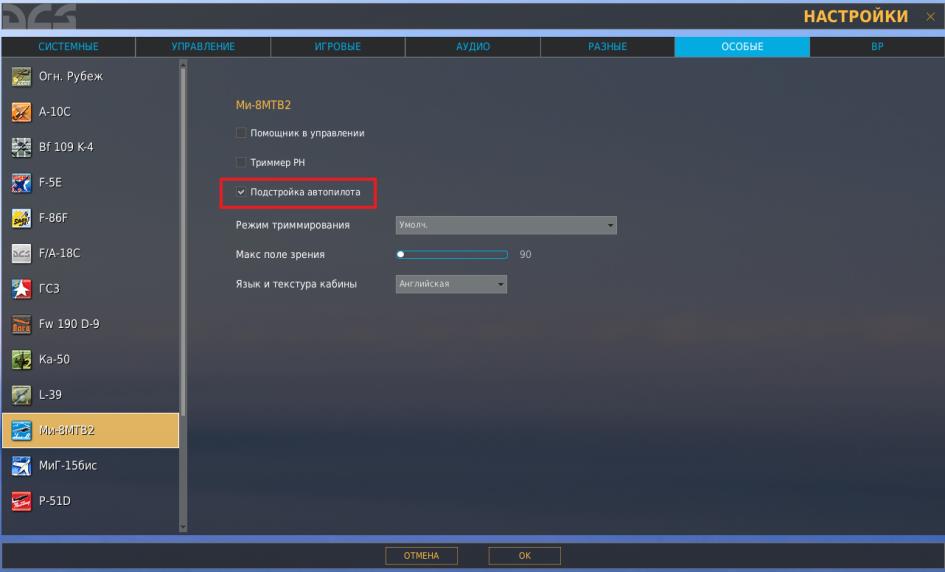 DCS
НАСТРОЙКИ
СИСТЕМНЫЕ УПРАВЛЕНИЕ ИГРОВЫЕ АУДИО РАЗНЫЕ ОСОБЫЕ ВР
Огн. Рубеж
A-10C
Bf 109 K-4
F-5E
F-86F
F/A-18C
ГС3
Fw 190 D-9
Ка-50
L-39
Ми-8МТВ2
МиГ-15бис
P-51D
Ми-8МТВ2
Помощник в управлении
Триммер РН
Подстройка автопилота
Режим триммирования Умолч.
Макс поле зрения 90
Язык и текстура кабины Английская
ОТМЕНА ОК